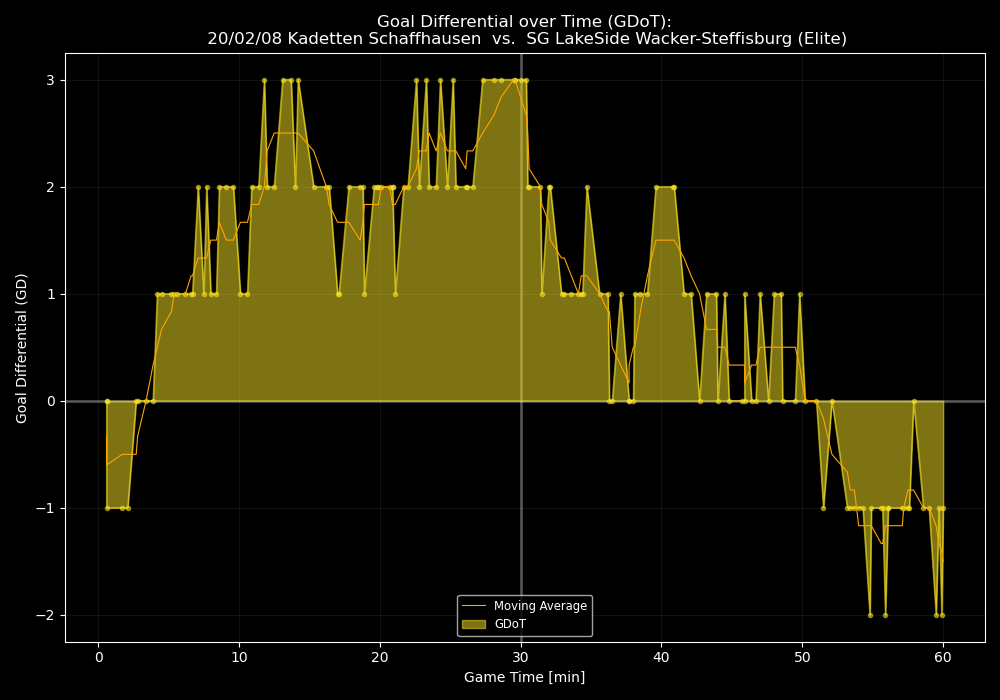 Goal Differential over Time (GDoT):
20/02/08 Kadetten Schaffhausen  vs.  SG LakeSide Wacker-Steffisburg (Elite)
Goal Differential (GD)
3
2
1
0
−1
−2
Moving Average
GDoT
0 10 20 30 40 50 60
Game Time [min]